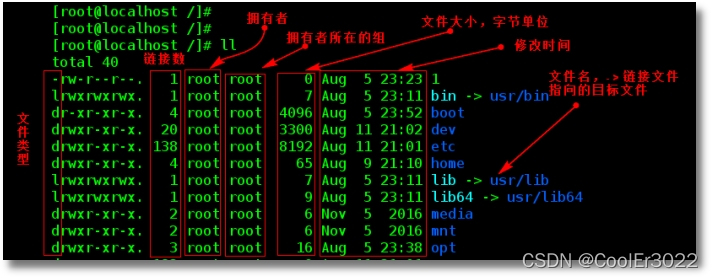 [root@localhost /]#
[root@localhost /]#
[root@localhost /]# ll
total 40
链接数
拥有者
拥有者所在的组
文件大小，字节单位
修改时间
文件名，-> 链接文件
指向的目标文件
文件类型
-rw-r--r--. 1 root root 0 Aug 5 23:23 1
lrwxrwxrwx. 1 root root 7 Aug 5 23:11 bin -> usr/bin
dr-xr-xr-x. 4 root root 4096 Aug 5 23:52 boot
drwxr-xr-x. 20 root root 3300 Aug 11 21:02 dev
drwxr-xr-x. 138 root root 8192 Aug 11 21:01 etc
drwxr-xr-x. 4 root root 65 Aug 9 21:10 home
lrwxrwxrwx. 1 root root 7 Aug 5 23:11 lib -> usr/lib
lrwxrwxrwx. 1 root root 9 Aug 5 23:11 lib64 -> usr/lib64
drwxr-xr-x. 2 root root 6 Nov 5 2016 media
drwxr-xr-x. 2 root root 6 Nov 5 2016 mnt
drwxr-xr-x. 3 root root 16 Aug 5 23:38 opt
CSDN @CoolEr3022